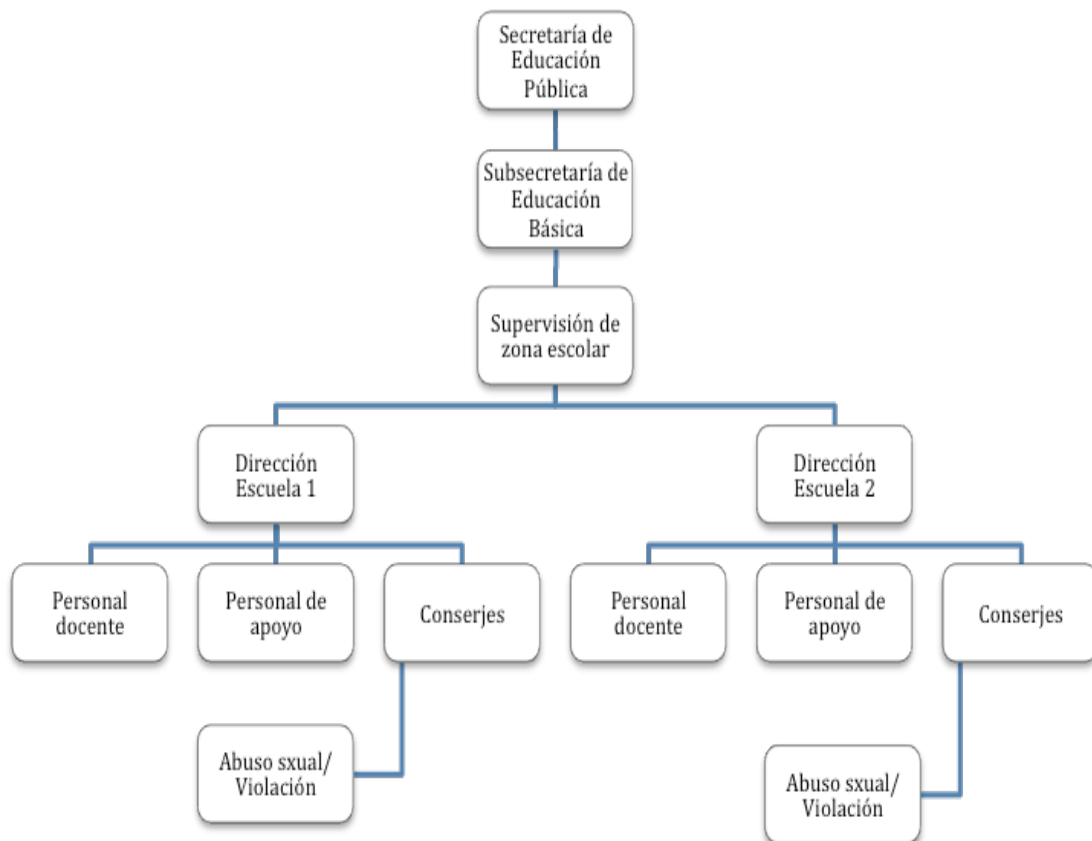 Secretaría de
Educación
Pública
Subsecretaría de
Educación
Básica
Supervisión de
zona escolar
Dirección
Escuela 1
Dirección
Escuela 2
Personal
docente
Personal de
apoyo
Conserjes
Personal
docente
Personal de
apoyo
Conserjes
Abuso sxual/
Violación
Abuso sxual/
Violación